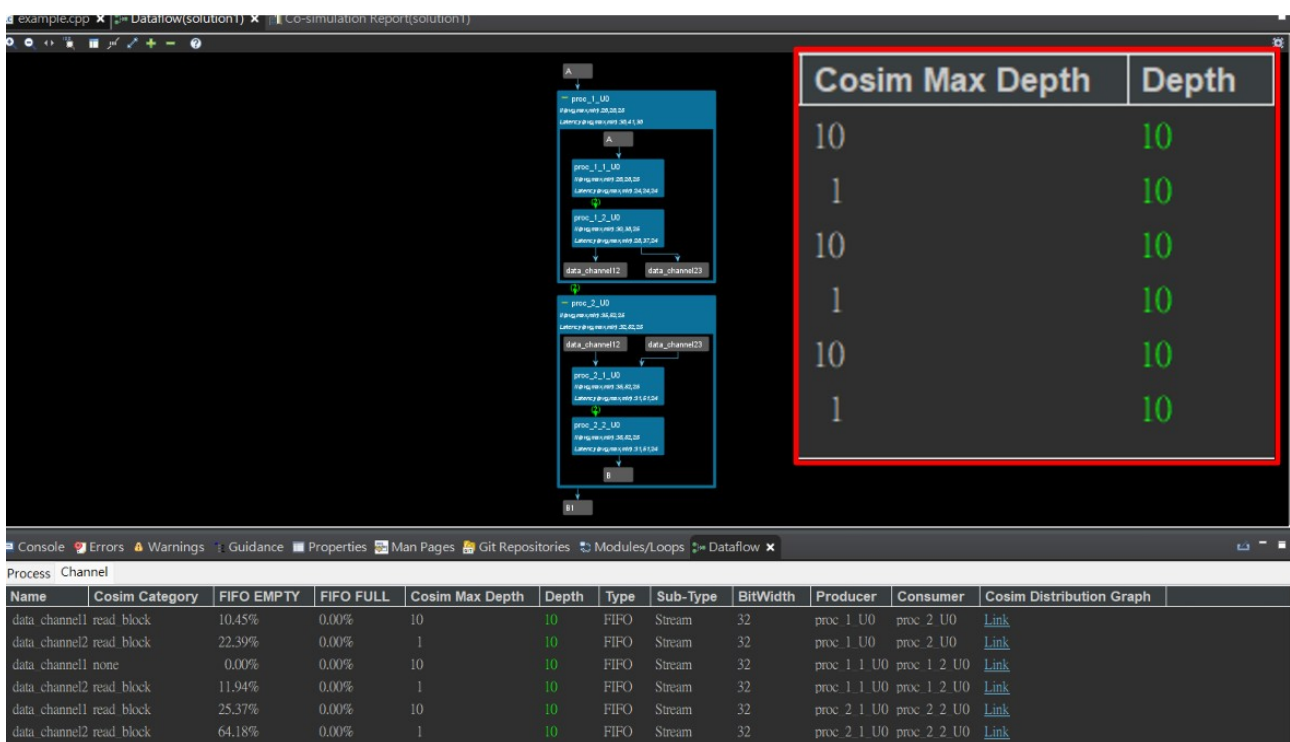 example.cpp Dataflow(solution1) Co-simulation Report(solution1)
Cosim Max Depth Depth
10 10
1 10
10 10
1 10
10 10
1 10
A
proc_1_U0
A
proc_1_1_U0
proc_1_2_U0
data_channel12 data_channel23
proc_2_U0
data_channel12 data_channel23
proc_2_1_U0
proc_2_2_U0
B
B1
Console Errors Warnings Guidance Properties Man Pages Git Repositories Modules/Loops Dataflow
Process Channel
Name Cosim Category FIFO EMPTY FIFO FULL Cosim Max Depth Depth Type Sub-Type BitWidth Producer Consumer Cosim Distribution Graph
data_channel1 read_block 10.45% 0.00% 10 10 FIFO Stream 32 proc_1_U0 proc_2_U0 Link
data_channel2 read_block 22.39% 0.00% 1 10 FIFO Stream 32 proc_1_U0 proc_2_U0 Link
data_channel1 none 0.00% 0.00% 10 10 FIFO Stream 32 proc_1_1_U0 proc_1_2_U0 Link
data_channel2 read_block 11.94% 0.00% 1 10 FIFO Stream 32 proc_1_1_U0 proc_1_2_U0 Link
data_channel1 read_block 25.37% 0.00% 10 10 FIFO Stream 32 proc_2_1_U0 proc_2_2_U0 Link
data_channel2 read_block 64.18% 0.00% 1 10 FIFO Stream 32 proc_2_1_U0 proc_2_2_U0 Link